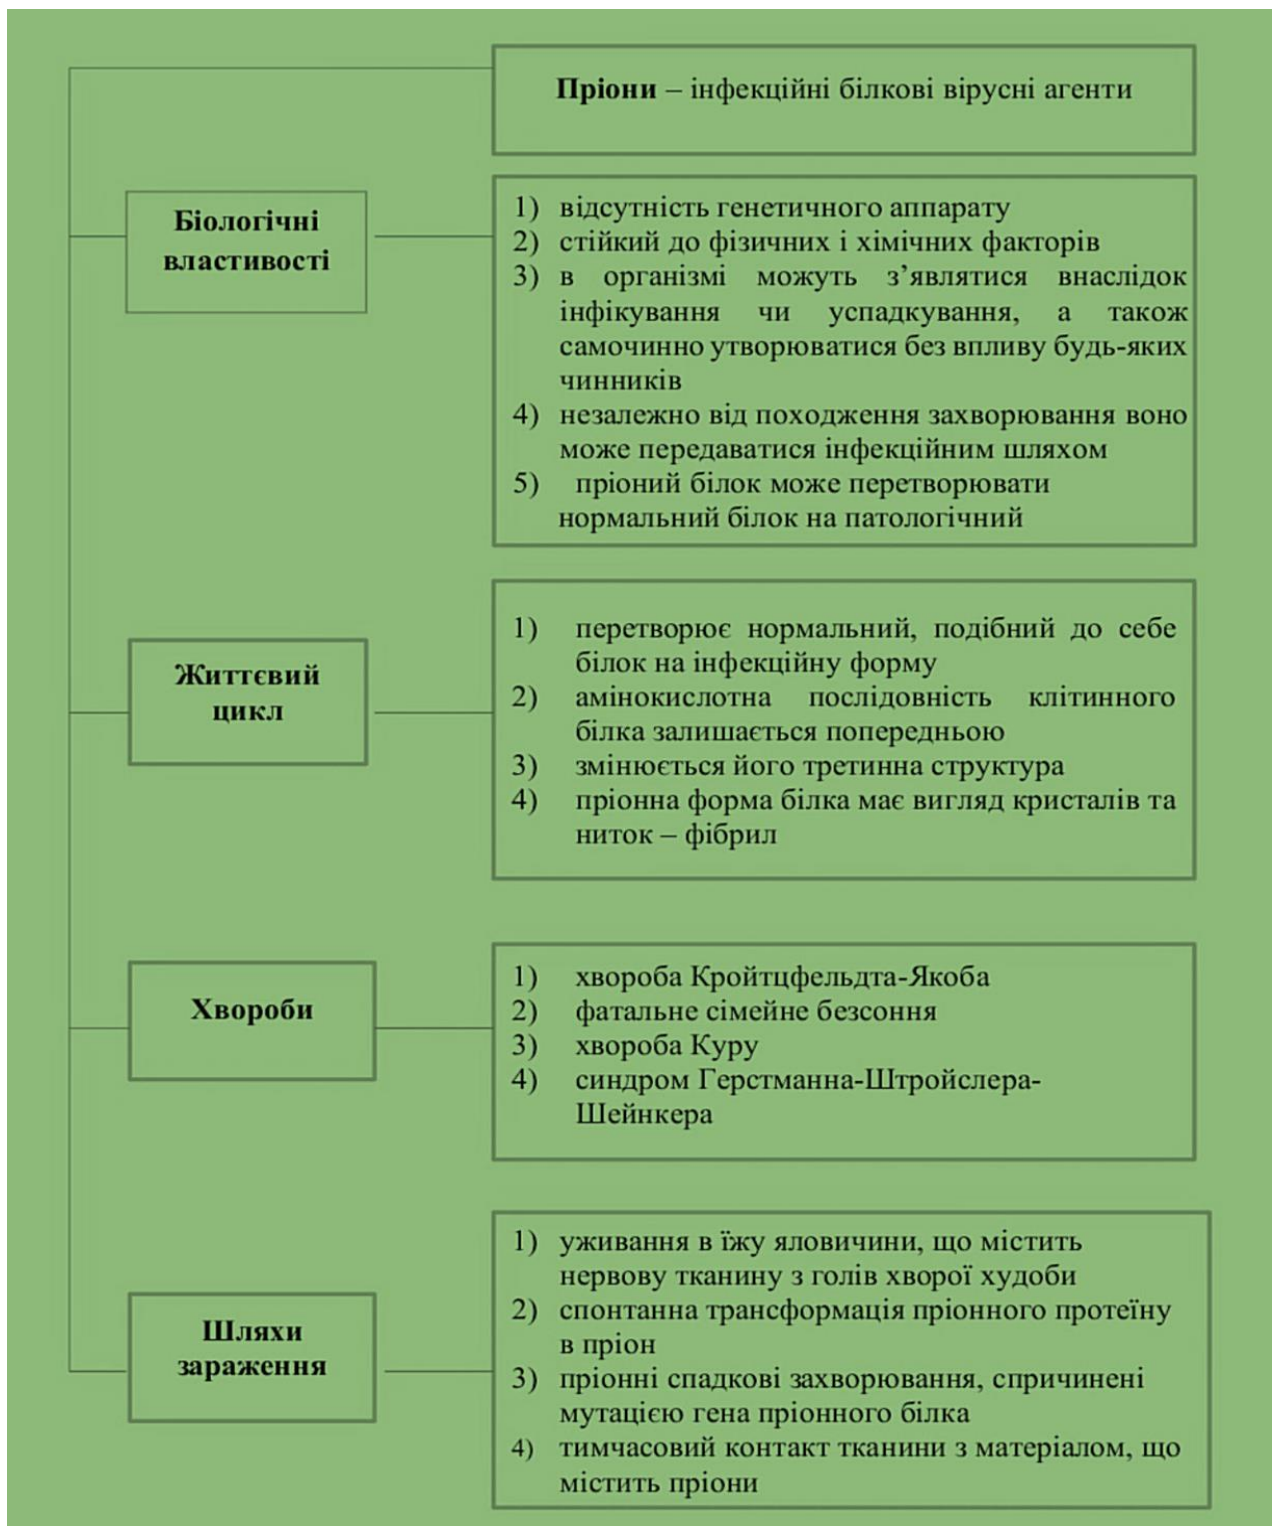 Пріони – інфекційні білкові вірусні агенти
Біологічні
властивості
1) відсутність генетичного аппарату
2) стійкий до фізичних і хімічних факторів
3) в організмі можуть з’являтися внаслідок
інфікування чи успадкування, а також
самочинно утворюватися без впливу будь-яких
чинників
4) незалежно від походження захворювання воно
може передаватися інфекційним шляхом
5) пріоний білок може перетворювати
нормальний білок на патологічний
Життєвий
цикл
1) перетворює нормальний, подібний до себе
білок на інфекційну форму
2) амінокислотна послідовність клітинного
білка залишається попередньою
3) змінюється його третинна структура
4) пріонна форма білка має вигляд кристалів та
ниток – фібрил
Хвороби
1) хвороба Кройтцфельдта-Якоба
2) фатальне сімейне безсоння
3) хвороба Куру
4) синдром Герстманна-Штройслера-
Шейнкера
Шляхи
зараження
1) уживання в їжу яловичини, що містить
нервову тканину з голів хворої худоби
2) спонтанна трансформація пріонного протеїну
в пріон
3) пріонні спадкові захворювання, спричинені
мутацією гена пріонного білка
4) тимчасовий контакт тканини з матеріалом, що
містить пріони